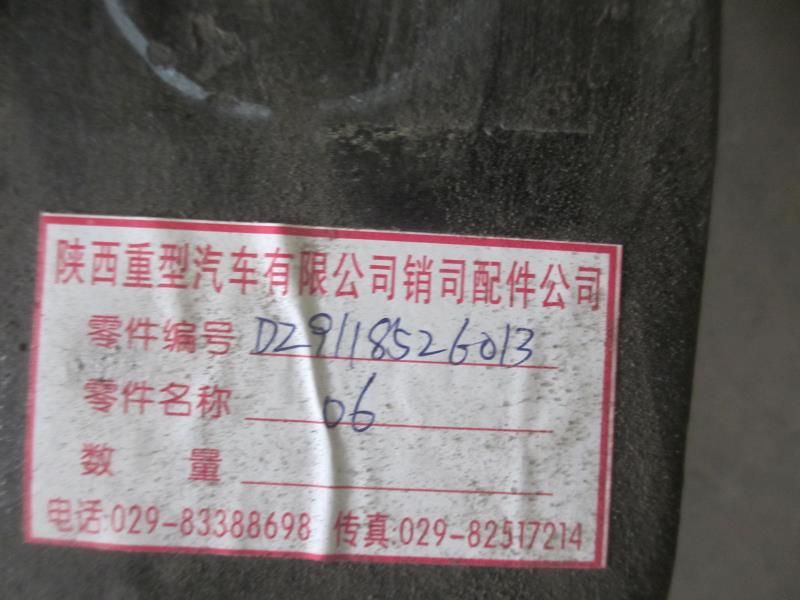 陕西重型汽车有限公司销司配件公司
零件编号 DZ9118526013
零件名称 06
数 量
电话:029-83388698 传真:029-82517214